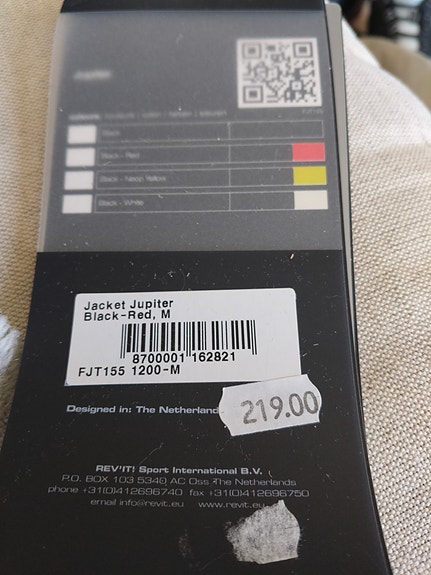 Jupiter
Black
Black - Red
Black - Neon Yellow
Black - White
Jacket Jupiter
Black-Red, M
8700001 162821
FJT155 1200-M
219.00
Designed in: The Netherland
REV'IT! Sport International B.V.
P.O. BOX 103 5340 AC Oss The Netherlands
phone +31(0)412696740 fax +31(0)412696750
email info@revit.eu www.revit.eu